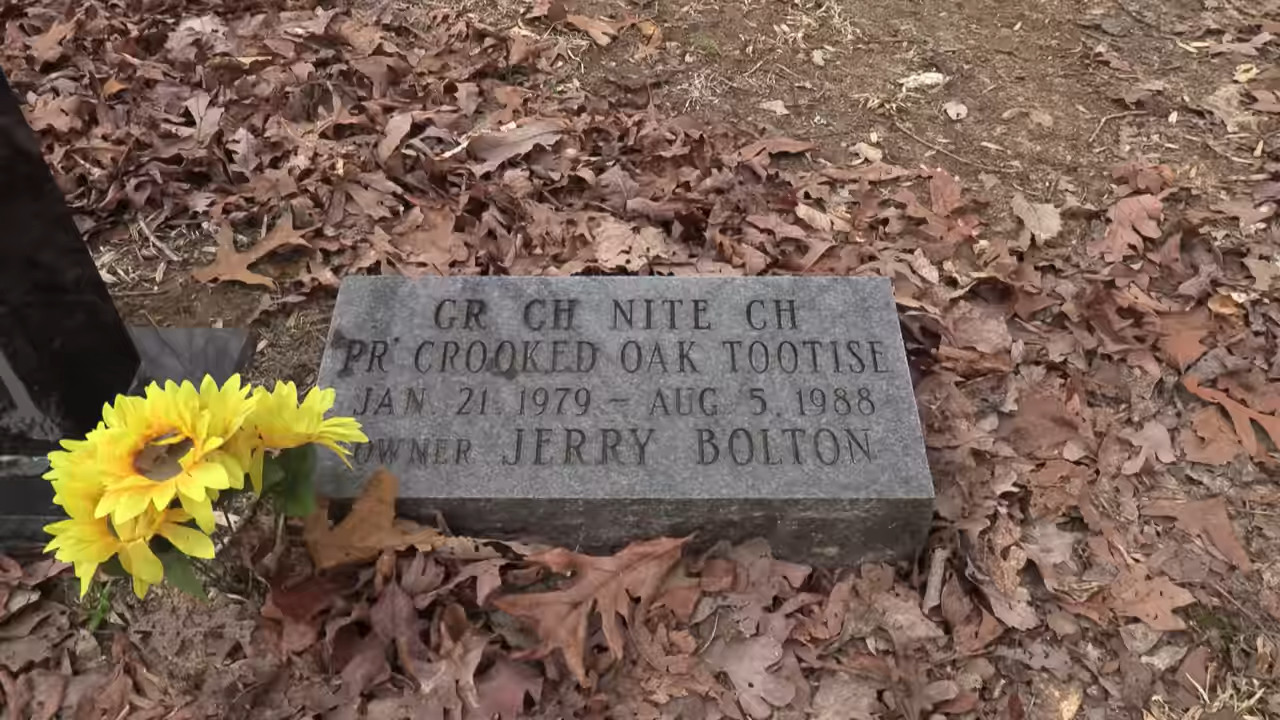 GR CH NITE CH
PR' CROOKED OAK TOOTISE
JAN. 21, 1979 - AUG. 5, 1988
OWNER JERRY BOLTON